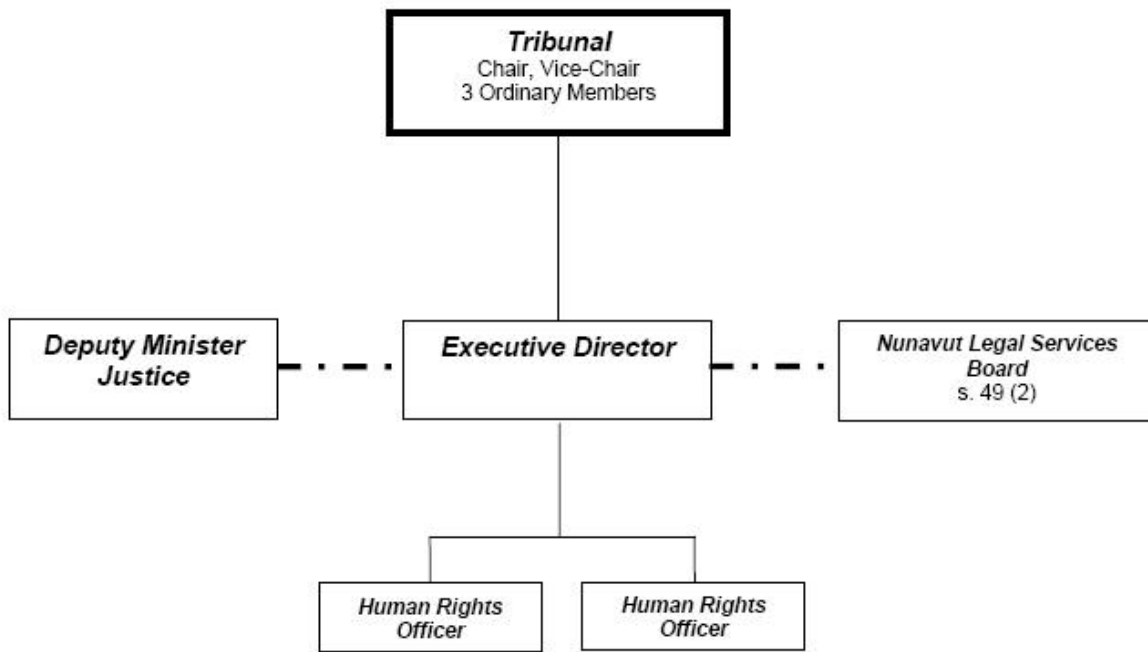 Tribunal
Chair, Vice-Chair
3 Ordinary Members
Deputy Minister
Justice
Executive Director
Nunavut Legal Services
Board
s. 49 (2)
Human Rights
Officer
Human Rights
Officer